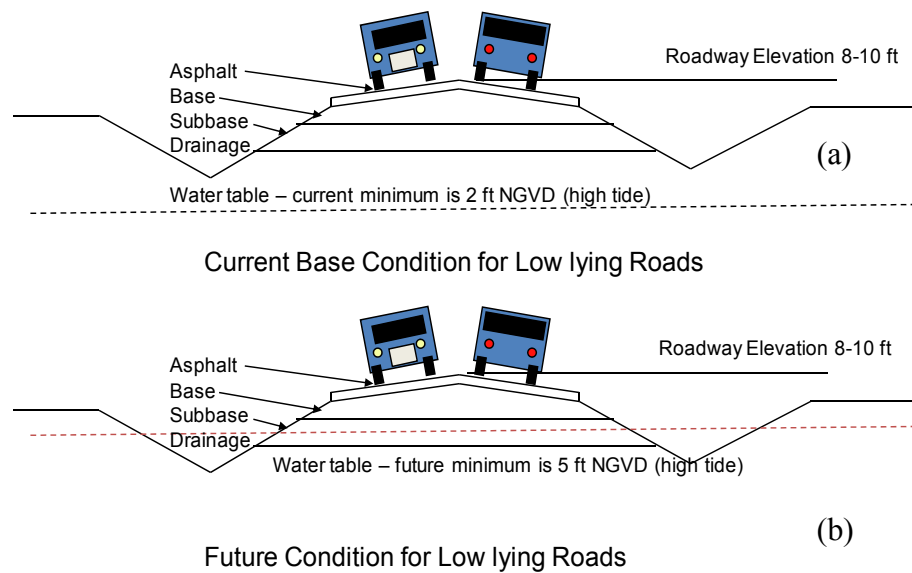 Roadway Elevation 8-10 ft
Asphalt
Base
Subbase
Drainage
(a)
Water table – current minimum is 2 ft NGVD (high tide)
Current Base Condition for Low lying Roads
Roadway Elevation 8-10 ft
Asphalt
Base
Subbase
Drainage
Water table – future minimum is 5 ft NGVD (high tide)
(b)
Future Condition for Low lying Roads